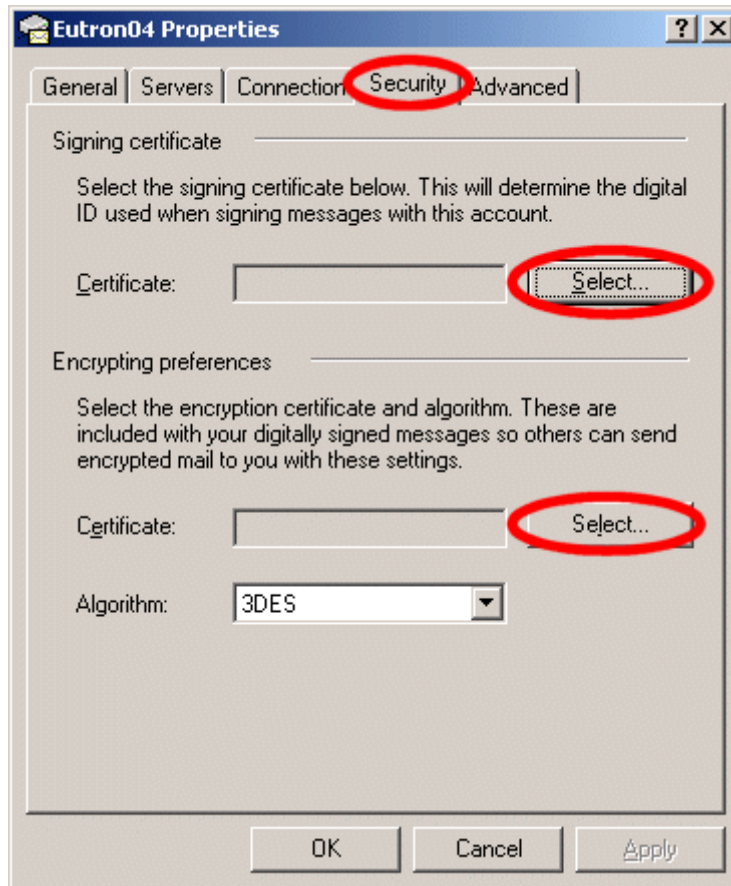 Eutron04 Properties
General Servers Connection Security Advanced
Signing certificate
Select the signing certificate below. This will determine the digital
ID used when signing messages with this account.
Certificate: Select...
Encrypting preferences
Select the encryption certificate and algorithm. These are
included with your digitally signed messages so others can send
encrypted mail to you with these settings.
Certificate: Select...
Algorithm: 3DES
OK Cancel Apply